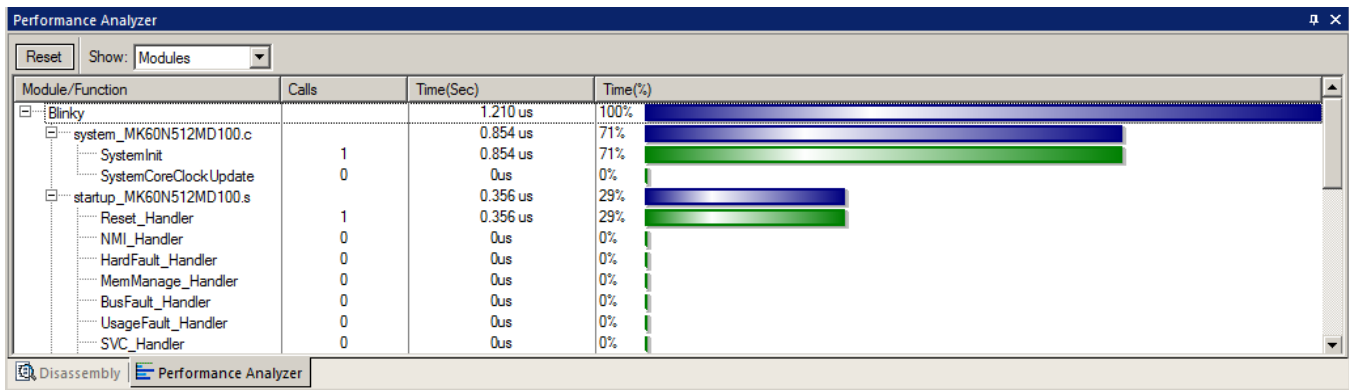 Performance Analyzer
Reset Show: Modules
Module/Function Calls Time(Sec) Time(%)
Blinky 1.210 us 100%
system_MK60N512MD100.c 0.854 us 71%
SystemInit 1 0.854 us 71%
SystemCoreClockUpdate 0 0us 0%
startup_MK60N512MD100.s 0.356 us 29%
Reset_Handler 1 0.356 us 29%
NMI_Handler 0 0us 0%
HardFault_Handler 0 0us 0%
MemManage_Handler 0 0us 0%
BusFault_Handler 0 0us 0%
UsageFault_Handler 0 0us 0%
SVC_Handler 0 0us 0%
Disassembly Performance Analyzer